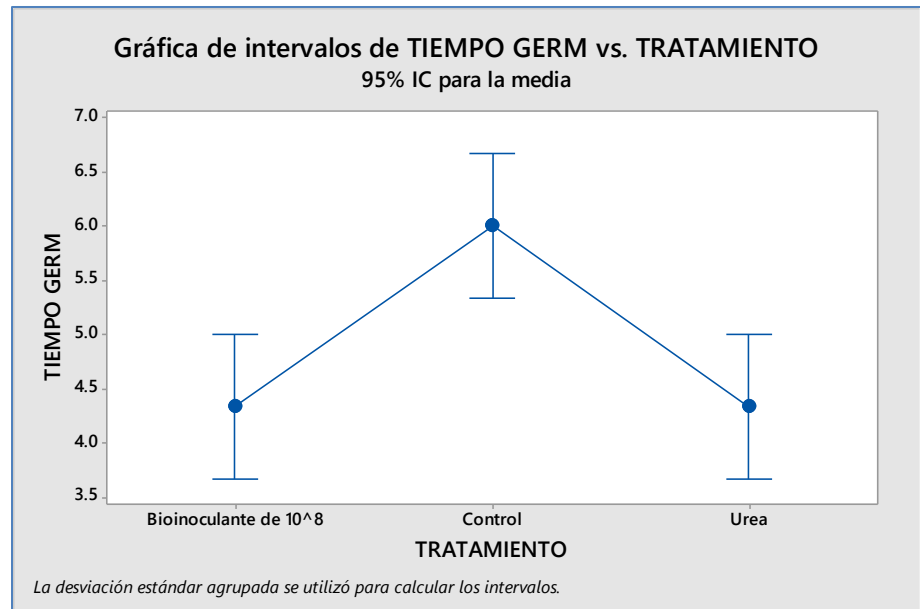 Gráfica de intervalos de TIEMPO GERM vs. TRATAMIENTO
95% IC para la media
7.0
6.5
6.0
5.5
5.0
4.5
4.0
3.5
TIEMPO GERM
Bioinoculante de 10^8 Control Urea
TRATAMIENTO
La desviación estándar agrupada se utilizó para calcular los intervalos.